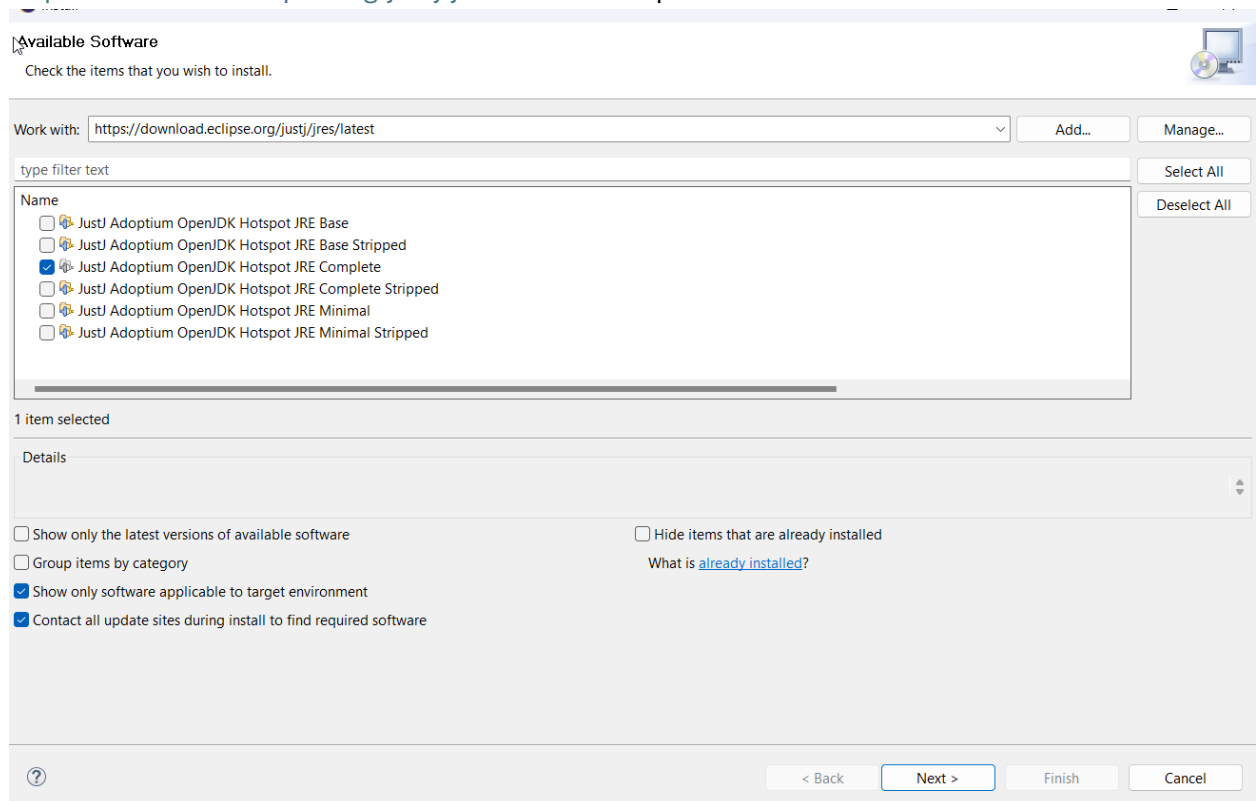 Available Software
Check the items that you wish to install.
Work with: https://download.eclipse.org/justj/jres/latest Add... Manage...
type filter text Select All
Name Deselect All
JustJ Adoptium OpenJDK Hotspot JRE Base
JustJ Adoptium OpenJDK Hotspot JRE Base Stripped
JustJ Adoptium OpenJDK Hotspot JRE Complete
JustJ Adoptium OpenJDK Hotspot JRE Complete Stripped
JustJ Adoptium OpenJDK Hotspot JRE Minimal
JustJ Adoptium OpenJDK Hotspot JRE Minimal Stripped
1 item selected
Details
Show only the latest versions of available software Hide items that are already installed
Group items by category What is already installed?
Show only software applicable to target environment
Contact all update sites during install to find required software
< Back Next > Finish Cancel